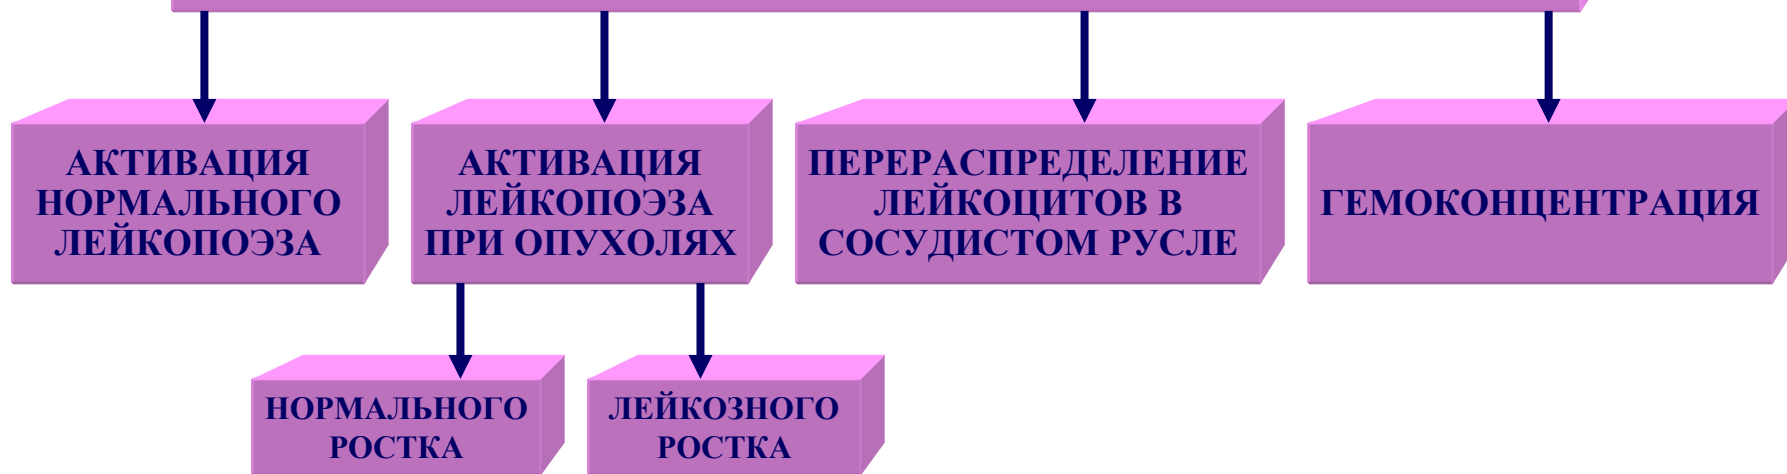 АКТИВАЦИЯ
НОРМАЛЬНОГО
ЛЕЙКОПОЭЗА
АКТИВАЦИЯ
ЛЕЙКОПОЭЗА
ПРИ ОПУХОЛЯХ
ПЕРЕРАСПРЕДЕЛЕНИЕ
ЛЕЙКОЦИТОВ В
СОСУДИСТОМ РУСЛЕ
ГЕМОКОНЦЕНТРАЦИЯ
НОРМАЛЬНОГО
РОСТКА
ЛЕЙКОЗНОГО
РОСТКА